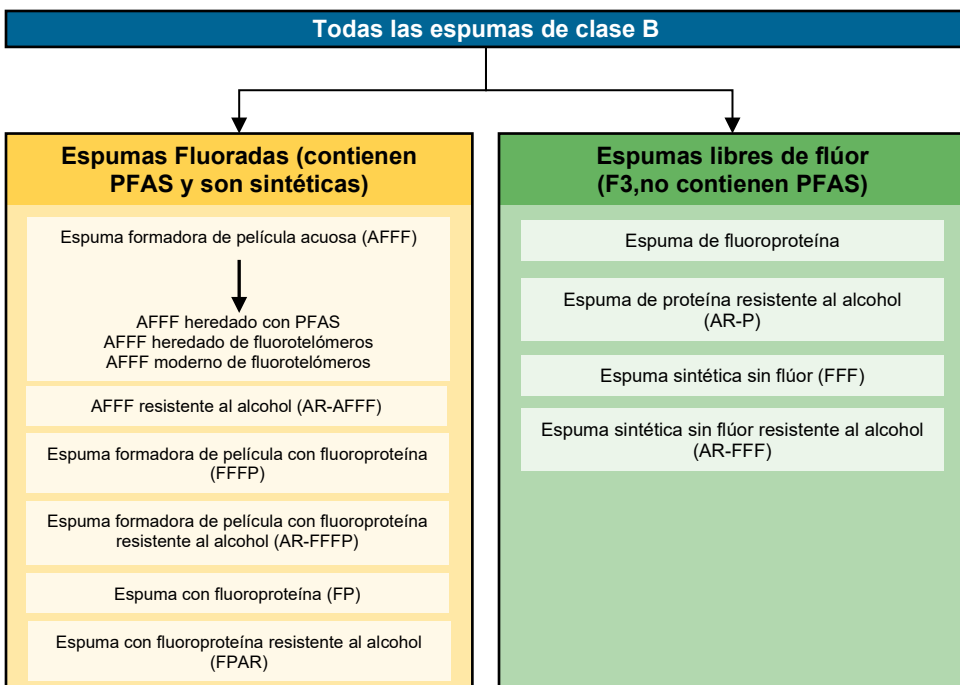 Todas las espumas de clase B
Espumas Fluoradas (contienen
PFAS y son sintéticas)
Espuma formadora de película acuosa (AFFF)
AFFF heredado con PFAS
AFFF heredado de fluorotelómeros
AFFF moderno de fluorotelómeros
AFFF resistente al alcohol (AR-AFFF)
Espuma formadora de película con fluoroproteína
(FFFP)
Espuma formadora de película con fluoroproteína
resistente al alcohol (AR-FFFP)
Espuma con fluoroproteína (FP)
Espuma con fluoroproteína resistente al alcohol
(FPAR)
Espumas libres de flúor
(F3,no contienen PFAS)
Espuma de fluoroproteína
Espuma de proteína resistente al alcohol
(AR-P)
Espuma sintética sin flúor (FFF)
Espuma sintética sin flúor resistente al alcohol
(AR-FFF)